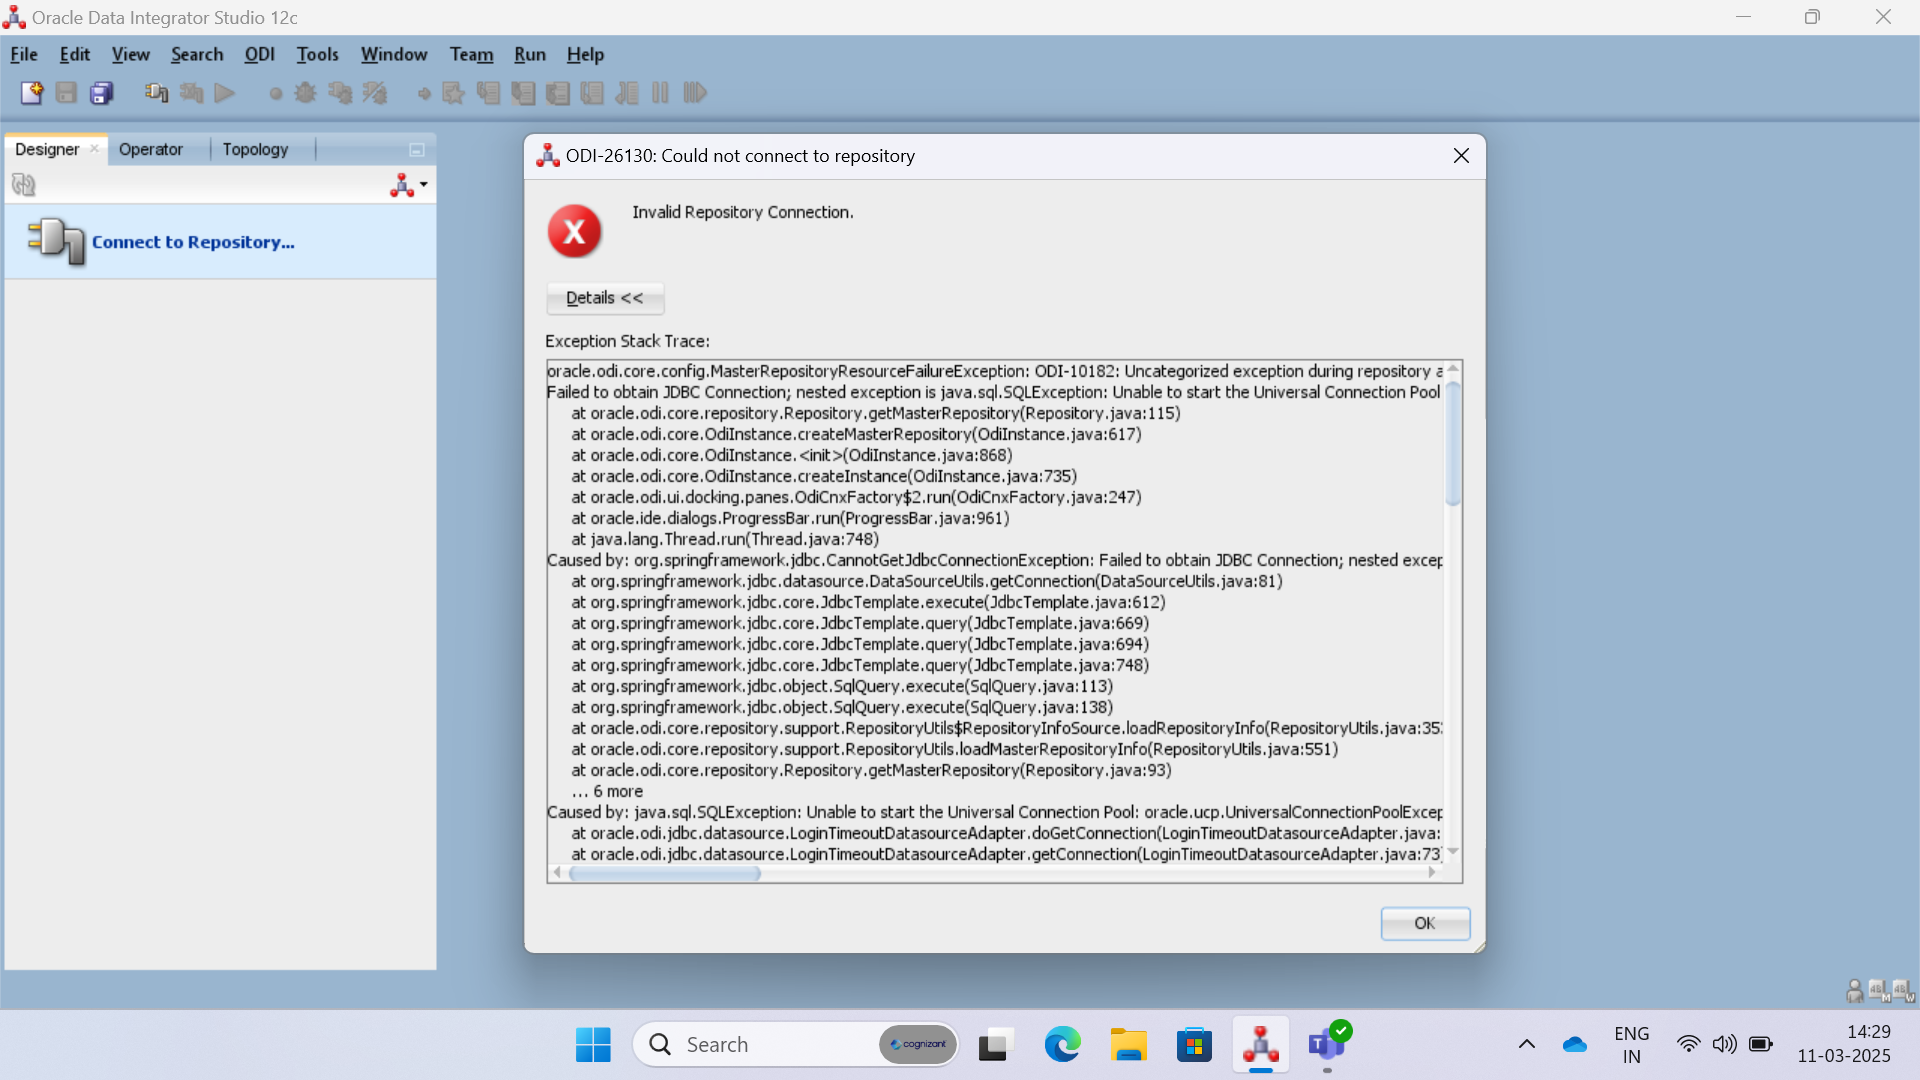 Oracle Data Integrator Studio 12c
File Edit View Search ODI Tools Window Team Run Help
Designer Operator Topology
Connect to Repository...
ODI-26130: Could not connect to repository
Invalid Repository Connection.
Details <<
Exception Stack Trace:
oracle.odi.core.config.MasterRepositoryResourceFailureException: ODI-10182: Uncategorized exception during repository a
Failed to obtain JDBC Connection; nested exception is java.sql.SQLException: Unable to start the Universal Connection Pool
at oracle.odi.core.repository.Repository.getMasterRepository(Repository.java:115)
at oracle.odi.core.OdiInstance.createMasterRepository(OdiInstance.java:617)
at oracle.odi.core.OdiInstance.<init>(OdiInstance.java:868)
at oracle.odi.core.OdiInstance.createInstance(OdiInstance.java:735)
at oracle.odi.ui.docking.panes.OdiCnxFactory$2.run(OdiCnxFactory.java:247)
at oracle.ide.dialogs.ProgressBar.run(ProgressBar.java:961)
at java.lang.Thread.run(Thread.java:748)
Caused by: org.springframework.jdbc.CannotGetJdbcConnectionException: Failed to obtain JDBC Connection; nested excep
at org.springframework.jdbc.datasource.DataSourceUtils.getConnection(DataSourceUtils.java:81)
at org.springframework.jdbc.core.JdbcTemplate.execute(JdbcTemplate.java:612)
at org.springframework.jdbc.core.JdbcTemplate.query(JdbcTemplate.java:669)
at org.springframework.jdbc.core.JdbcTemplate.query(JdbcTemplate.java:694)
at org.springframework.jdbc.core.JdbcTemplate.query(JdbcTemplate.java:748)
at org.springframework.jdbc.object.SqlQuery.execute(SqlQuery.java:113)
at org.springframework.jdbc.object.SqlQuery.execute(SqlQuery.java:138)
at oracle.odi.core.repository.support.RepositoryUtils$RepositoryInfoSource.loadRepositoryInfo(RepositoryUtils.java:35
at oracle.odi.core.repository.support.RepositoryUtils.loadMasterRepositoryInfo(RepositoryUtils.java:551)
at oracle.odi.core.repository.Repository.getMasterRepository(Repository.java:93)
... 6 more
Caused by: java.sql.SQLException: Unable to start the Universal Connection Pool: oracle.ucp.UniversalConnectionPoolExcep
at oracle.odi.jdbc.datasource.LoginTimeoutDatasourceAdapter.doGetConnection(LoginTimeoutDatasourceAdapter.java:
at oracle.odi.jdbc.datasource.LoginTimeoutDatasourceAdapter.getConnection(LoginTimeoutDatasourceAdapter.java:73)
OK
Search
cognizant
ENG
IN
14:29
11-03-2025